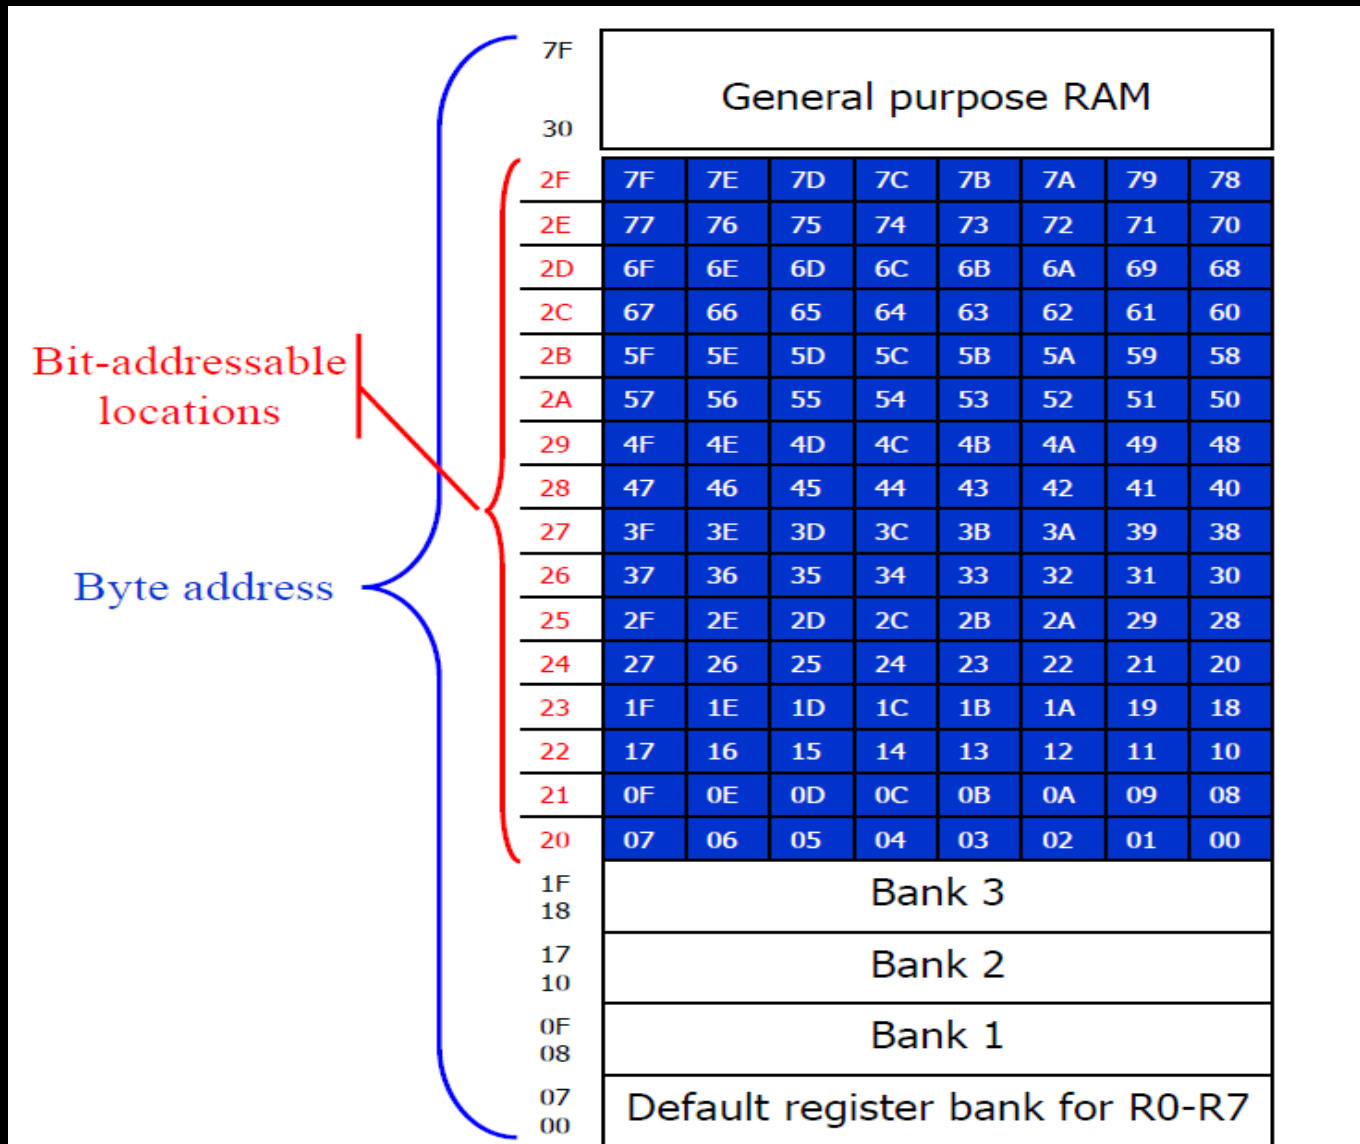 7F
General purpose RAM
30
2F 7F 7E 7D 7C 7B 7A 79 78
2E 77 76 75 74 73 72 71 70
2D 6F 6E 6D 6C 6B 6A 69 68
2C 67 66 65 64 63 62 61 60
Bit-addressable
locations
2B 5F 5E 5D 5C 5B 5A 59 58
2A 57 56 55 54 53 52 51 50
29 4F 4E 4D 4C 4B 4A 49 48
28 47 46 45 44 43 42 41 40
27 3F 3E 3D 3C 3B 3A 39 38
Byte address
26 37 36 35 34 33 32 31 30
25 2F 2E 2D 2C 2B 2A 29 28
24 27 26 25 24 23 22 21 20
23 1F 1E 1D 1C 1B 1A 19 18
22 17 16 15 14 13 12 11 10
21 0F 0E 0D 0C 0B 0A 09 08
20 07 06 05 04 03 02 01 00
1F
Bank 3
18
17
Bank 2
10
0F
Bank 1
08
07
Default register bank for R0-R7
00